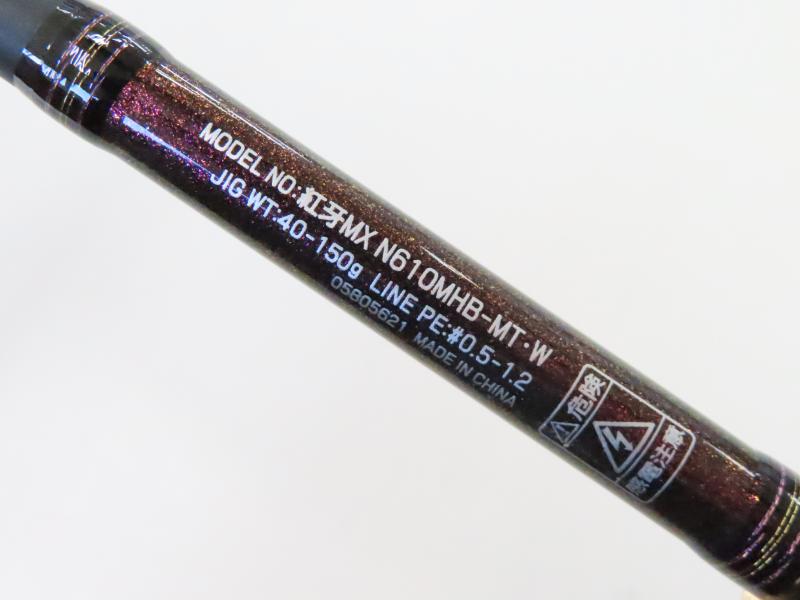 MODEL NO:紅牙MX N610MHB-MT・W
JIG WT:40-150g LINE PE:#0.5-1.2
05805621 MADE IN CHINA
危険
感電注意